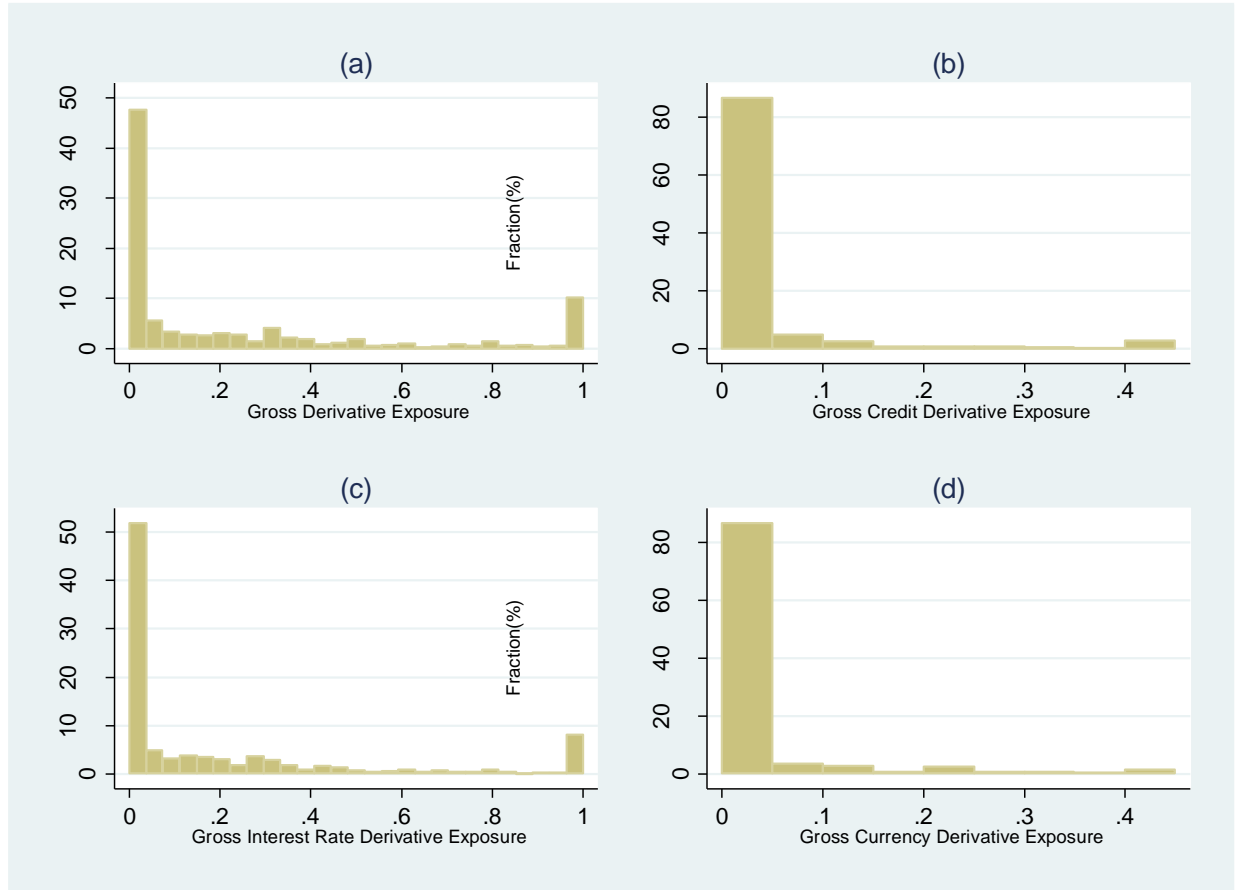 (a)
50
40
30
20
10
0
Fraction(%)
0 .2 .4 .6 .8 1
Gross Derivative Exposure
(b)
80
60
40
20
0
0 .1 .2 .3 .4
Gross Credit Derivative Exposure
(c)
50
40
30
20
10
0
Fraction(%)
0 .2 .4 .6 .8 1
Gross Interest Rate Derivative Exposure
(d)
80
60
40
20
0
0 .1 .2 .3 .4
Gross Currency Derivative Exposure